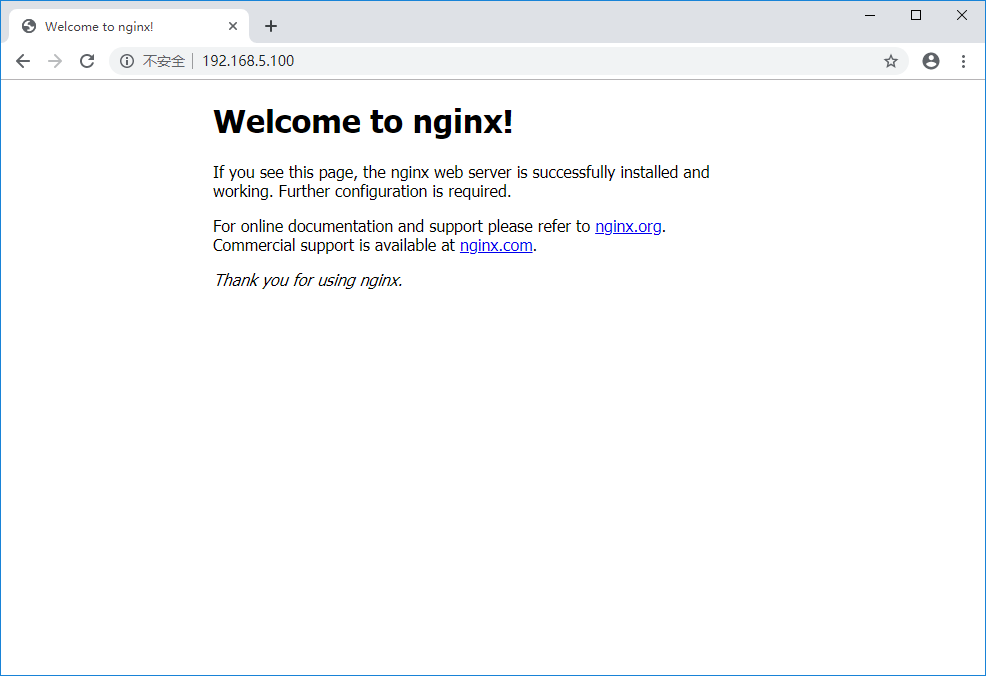 Welcome to nginx!
不安全 192.168.5.100
Welcome to nginx!
If you see this page, the nginx web server is successfully installed and
working. Further configuration is required.
For online documentation and support please refer to nginx.org.
Commercial support is available at nginx.com.
Thank you for using nginx.